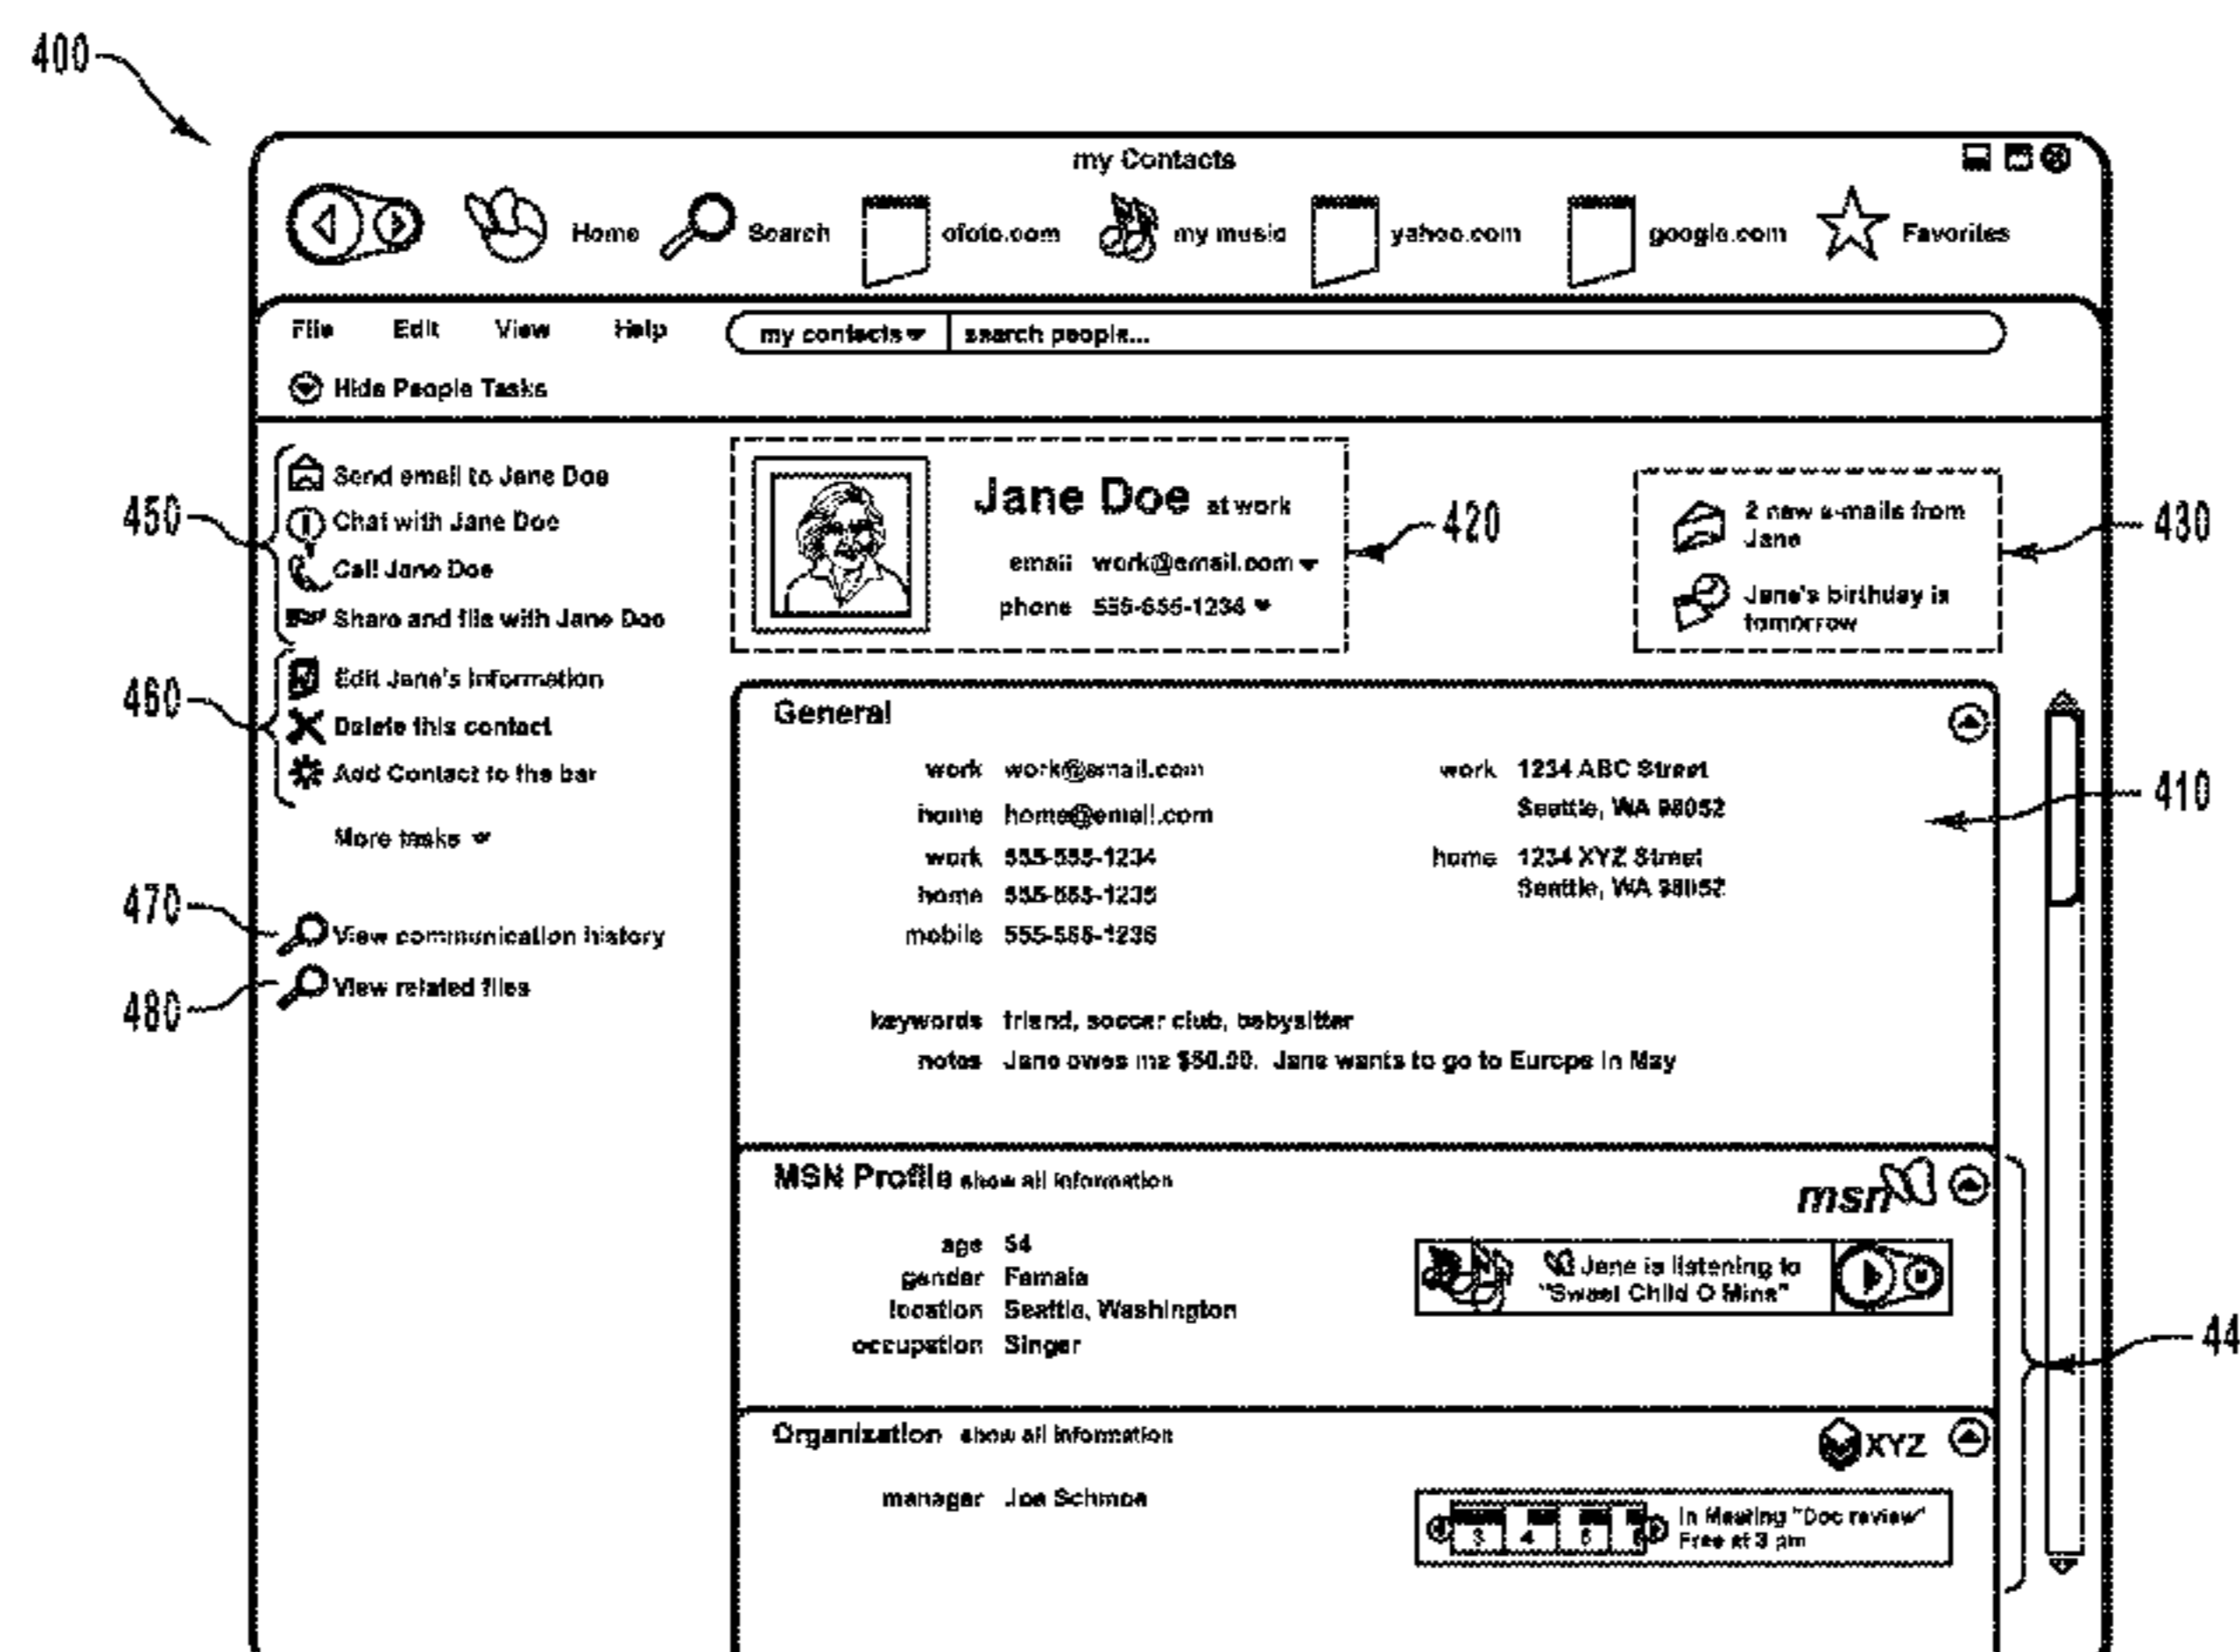 400
my Contacts
Home Search ofoto.com my music yahoo.com google.com Favorites
File Edit View Help my contacts search people...
Hide People Tasks
450
Send email to Jane Doe
Chat with Jane Doe
Call Jane Doe
Share and file with Jane Doe
460
Edit Jane's Information
Delete this contact
Add Contact to the bar
More tasks
470
View communication history
480
View related files
Jane Doe at work
email work@email.com
phone 555-555-1234
420
2 new e-mails from
Jane
Jane's birthday is
tomorrow
430
General
work work@email.com work 1234 ABC Street
home home@email.com Seattle, WA 98052
410
work 555-555-1234 home 1234 XYZ Street
home 555-555-1235 Seattle, WA 98052
mobile 555-555-1236
keywords friend, soccer club, babysitter
notes Jane owes me $50.00. Jane wants to go to Europe in May
MSN Profile show all information msn
age 54
gender Female
location Seattle, Washington
occupation Singer
Jane is listening to
"Sweet Child O Mine"
44
Organization show all information XYZ
manager Joe Schmoe
3 4 5 6
In Meeting "Doc review"
Free at 3 pm